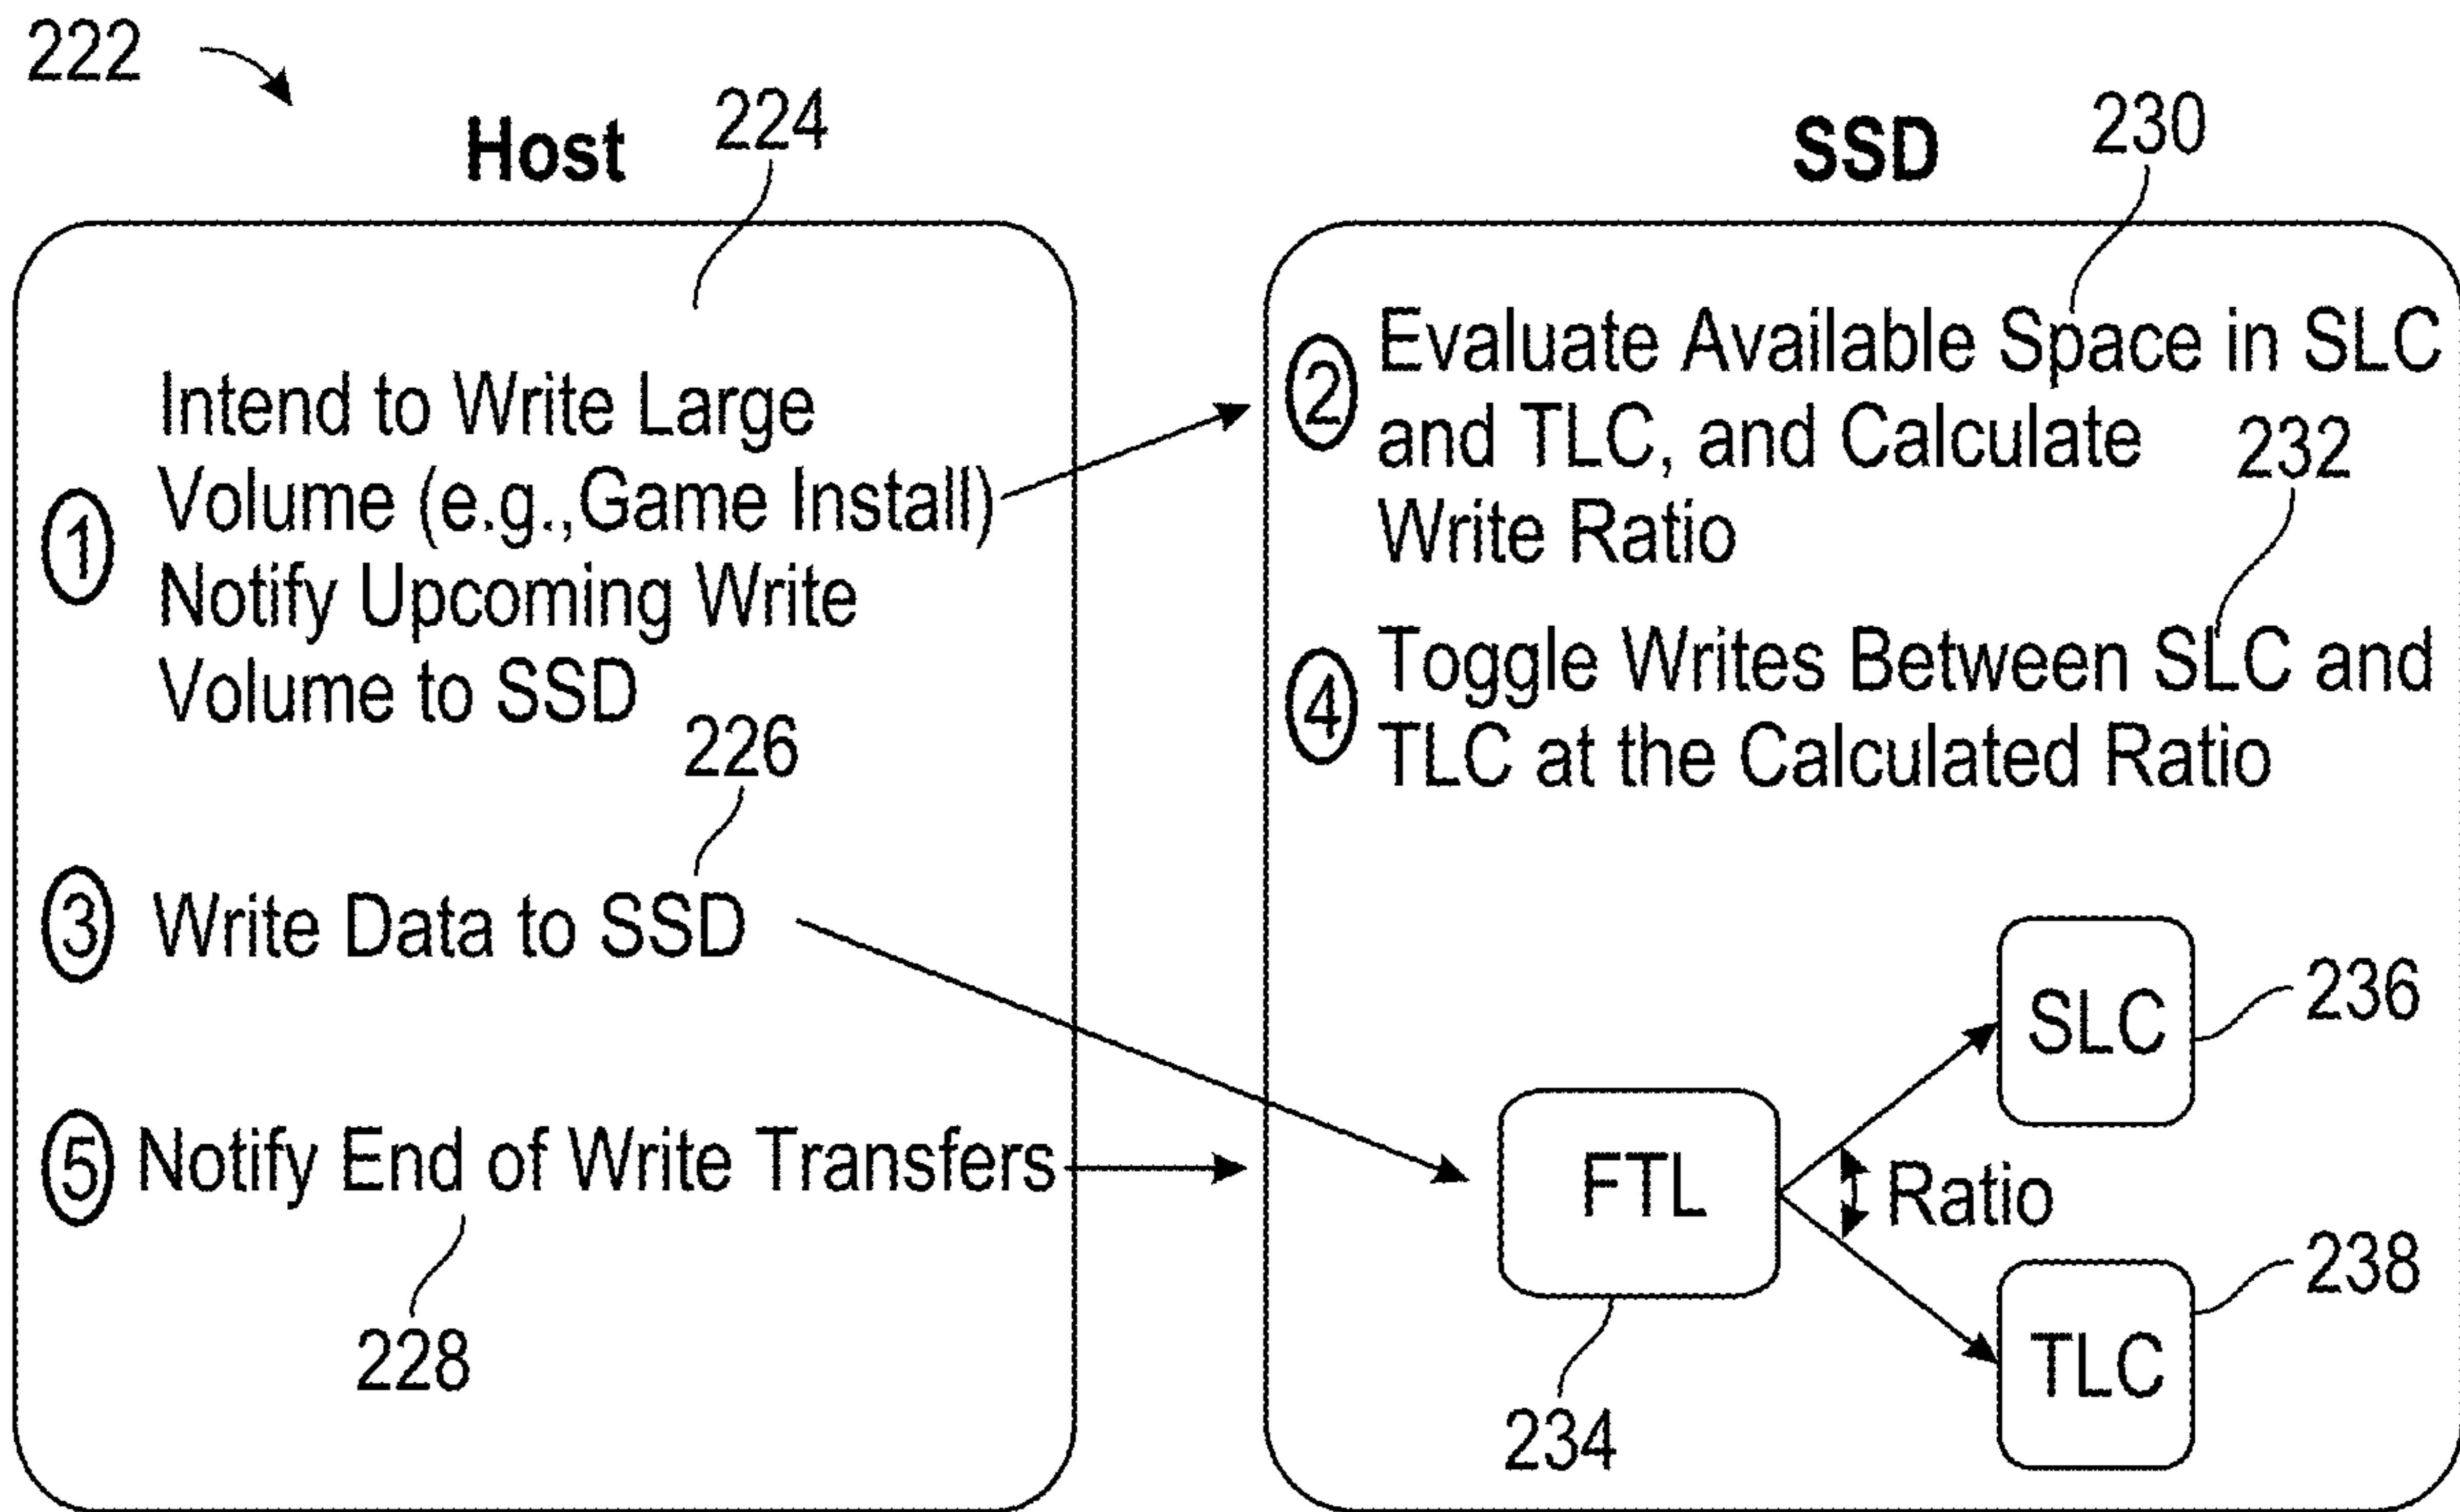 222
Host
224
① Intend to Write Large
Volume (e.g.,Game Install)
Notify Upcoming Write
Volume to SSD
226
③ Write Data to SSD
⑤ Notify End of Write Transfers
228
SSD
230
② Evaluate Available Space in SLC
and TLC, and Calculate
232
Write Ratio
④ Toggle Writes Between SLC and
TLC at the Calculated Ratio
SLC
236
FTL
Ratio
234
TLC
238